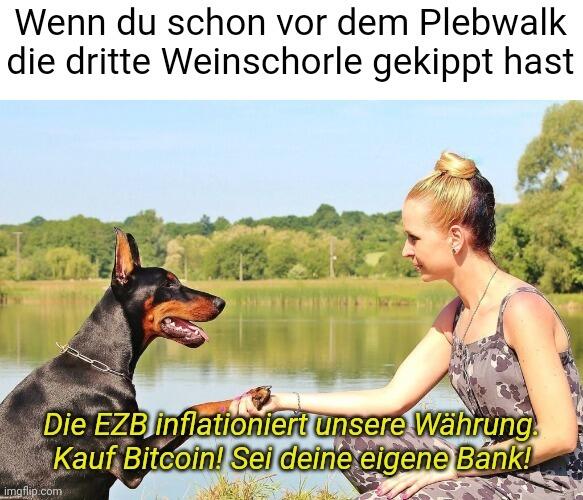 Wenn du schon vor dem Plebwalk
die dritte Weinschorle gekippt hast
Die EZB inflationiert unsere Währung.
Kauf Bitcoin! Sei deine eigene Bank!
imgflip.com